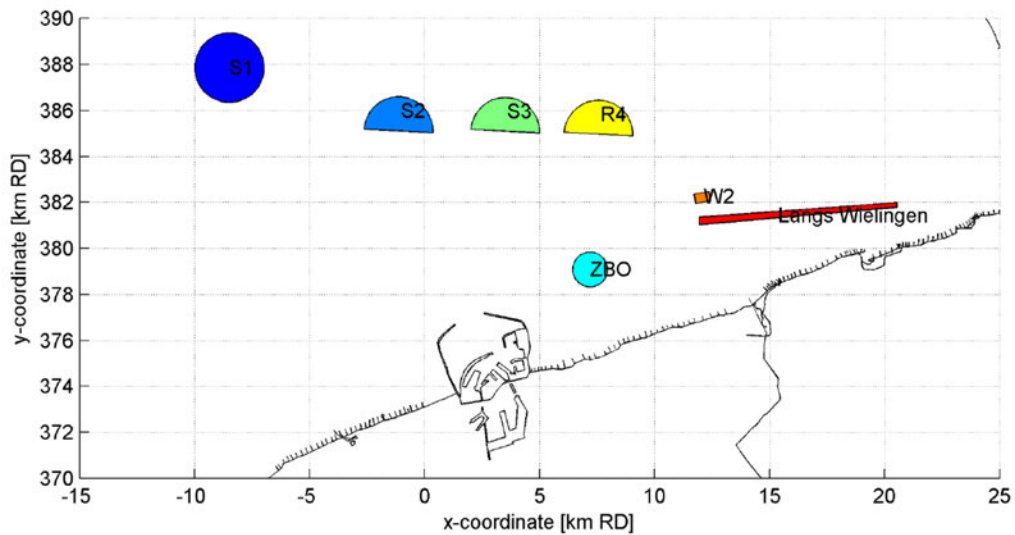 390
388
386
384
382
380
378
376
374
372
370
y-coordinate [km RD]
S1
S2
S3
R4
W2
Langs Wielingen
ZBO
-15
-10
-5
0
5
10
15
20
25
x-coordinate [km RD]